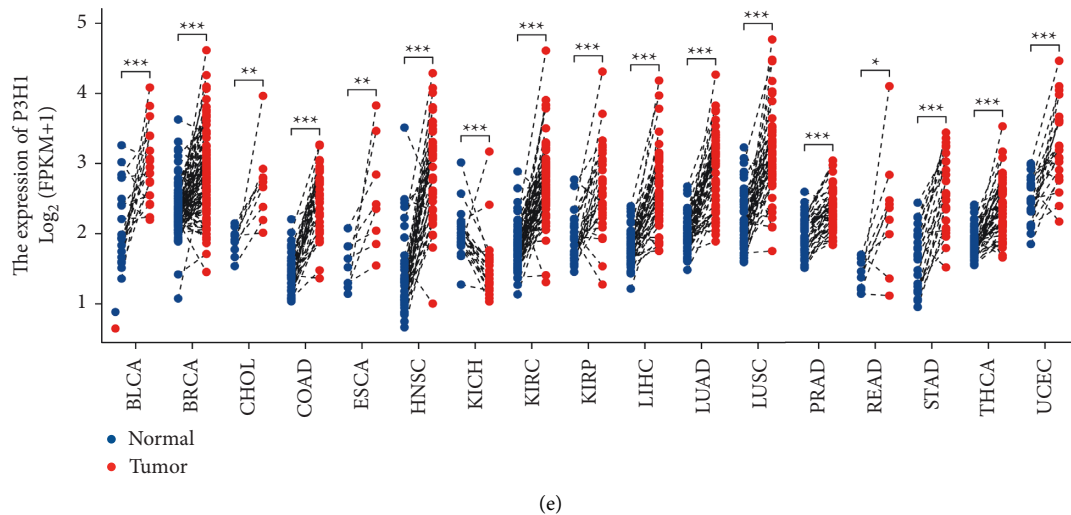 The expression of P3H1
Log₂ (FPKM+1)
5
4
3
2
1
***
***
**
***
**
***
***
***
***
***
***
***
***
*
***
***
***
BLCA
BRCA
CHOL
COAD
ESCA
HNSC
KICH
KIRC
KIRP
LIHC
LUAD
LUSC
PRAD
READ
STAD
THCA
UCEC
Normal
Tumor
(e)